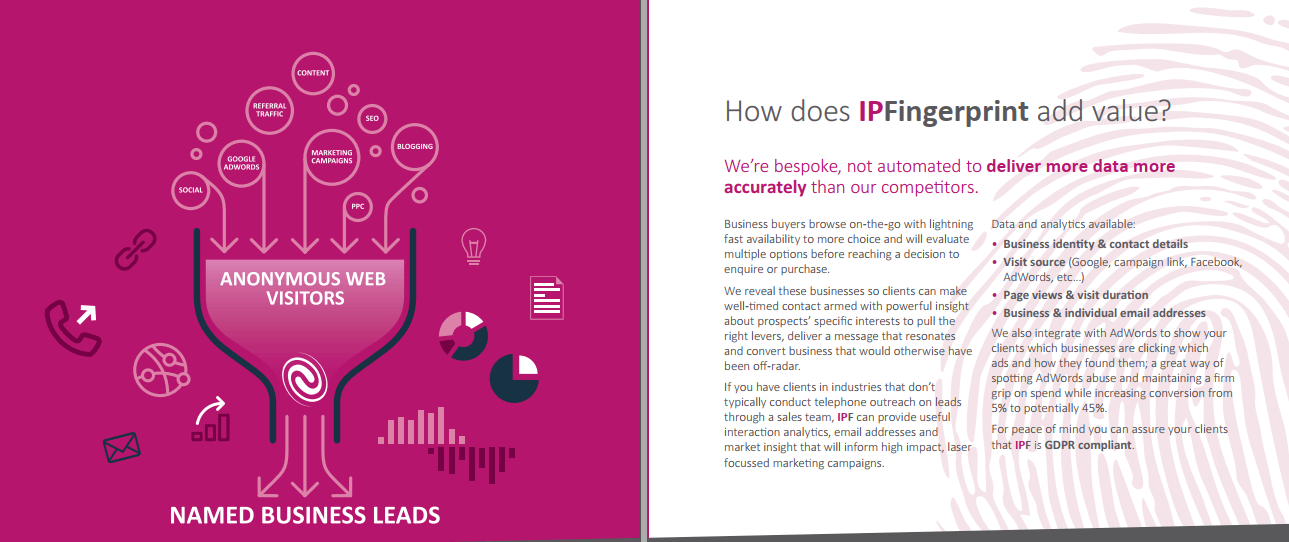 CONTENT
REFERRAL
TRAFFIC
SEO
GOOGLE
ADWORDS
MARKETING
CAMPAIGNS
BLOGGING
SOCIAL
PPC
ANONYMOUS WEB
VISITORS
NAMED BUSINESS LEADS
How does IPFingerprint add value?
We're bespoke, not automated to deliver more data more
accurately than our competitors.
Business buyers browse on-the-go with lightning
fast availability to more choice and will evaluate
multiple options before reaching a decision to
enquire or purchase.
We reveal these businesses so clients can make
well-timed contact armed with powerful insight
about prospects' specific interests to pull the
right levers, deliver a message that resonates
and convert business that would otherwise have
been off-radar.
If you have clients in industries that don't
typically conduct telephone outreach on leads
through a sales team, IPF can provide useful
interaction analytics, email addresses and
market insight that will inform high impact, laser
focussed marketing campaigns.
Data and analytics available:
• Business identity & contact details
• Visit source (Google, campaign link, Facebook,
AdWords, etc...)
• Page views & visit duration
• Business & individual email addresses
We also integrate with AdWords to show your
clients which businesses are clicking which
ads and how they found them; a great way of
spotting AdWords abuse and maintaining a firm
grip on spend while increasing conversion from
5% to potentially 45%.
For peace of mind you can assure your clients
that IPF is GDPR compliant.